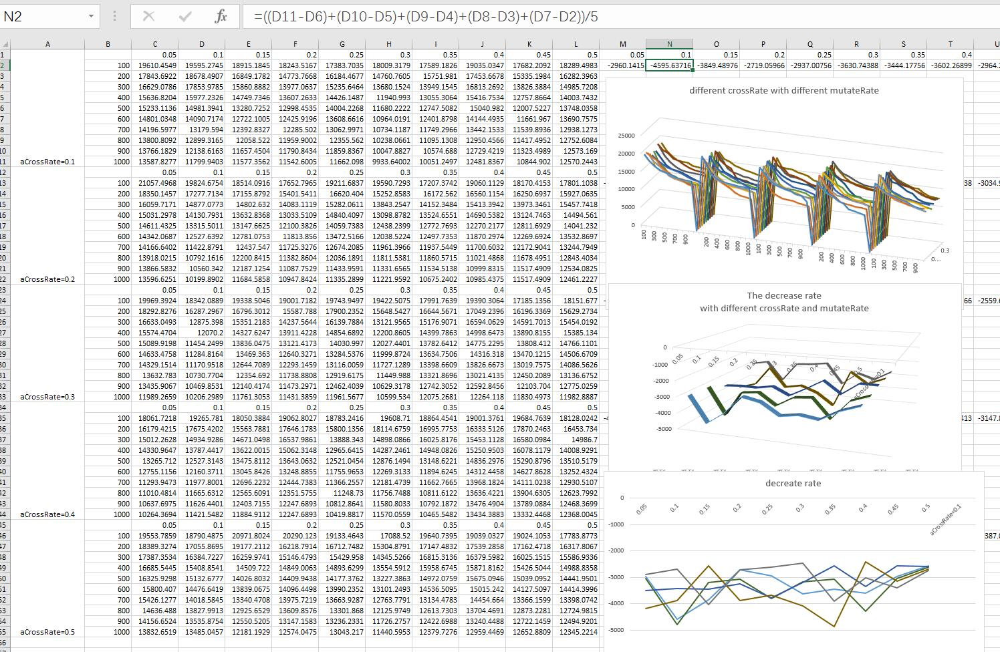 N2 fx =((D11-D6)+(D10-D5)+(D9-D4)+(D8-D3)+(D7-D2))/5
A B C D E F G H I J K L M N O P Q R S T
1 0.05 0.1 0.15 0.2 0.25 0.3 0.35 0.4 0.45 0.5 0.05 0.1 0.15 0.2 0.25 0.3 0.35 0.4
2 100 19610.4549 19595.2745 18915.1845 18243.5167 17383.7035 18009.3179 17589.1826 19035.0347 17682.2092 18289.4983 -2960.1415 -4595.63716 -3849.48976 -2719.05966 -2937.00756 -3630.74388 -3444.17756 -3602.26899 -2964.
3 200 17843.6922 18678.4907 16849.1782 14773.7668 16184.4677 14760.7605 15751.981 17453.6678 15335.1984 16282.3963
4 300 16629.0786 17853.9785 15860.8882 13977.0637 15235.6464 13680.1524 13949.1545 16813.2692 13826.3884 14985.7208
5 400 15636.8204 15977.2326 14749.7346 13607.2633 14426.1487 11940.993 13055.3064 15416.7534 12757.8664 14003.7432
6 500 15233.1136 14981.3941 13280.7252 12998.4535 14004.2268 11680.2222 12747.5082 15040.982 12007.5227 13748.0358
7 600 14801.0348 14090.7174 12722.1005 12425.9196 13608.6616 10964.0191 12401.8798 14144.4935 11661.967 13690.7575
8 700 14196.5977 13179.594 12392.8327 12285.502 13062.9971 10734.1187 11749.2966 13442.1533 11539.8936 12938.1273
9 800 13800.8092 12899.3165 12058.522 11959.9002 12355.562 10238.0661 11095.1308 12950.4566 11417.4952 12752.6084
10 900 13766.1829 12138.6163 11657.4504 11790.8434 11859.8367 10047.8827 10574.688 12729.4219 11323.4989 12573.169
11 aCrossRate=0.1 1000 13587.8277 11799.9403 11577.3562 11542.6005 11662.098 9933.64002 10051.2497 12481.8367 10844.902 12570.2443
12 0.05 0.1 0.15 0.2 0.25 0.3 0.35 0.4 0.45 0.5
13 100 21057.4968 19824.6754 18514.0916 17652.7965 19211.6837 19590.7293 17207.3742 19060.1129 18170.4153 17801.1038 38 -3034.
14 200 18350.1457 17277.7134 17155.8792 15401.5411 16620.404 15252.8585 16172.562 16560.1154 16250.6937 15927.0635
15 300 16059.7171 14877.0773 14802.632 14083.1119 15282.0611 13843.2547 14152.3484 15413.3942 13973.3461 15457.7418
16 400 15031.2978 14130.7931 13632.8368 13033.5109 14840.4097 13098.8782 13524.6551 14690.5382 13124.7463 14494.561
17 500 14611.4325 13315.5011 13147.6625 12100.3826 14059.7383 12438.2399 12772.7693 12270.2177 12811.6929 14041.232
18 600 14342.0687 12527.6392 12781.0753 11813.856 13472.5166 12038.5224 12497.7353 11870.2974 12269.6924 13532.8697
19 700 14166.6402 11422.8791 12437.547 11725.3276 12674.2085 11961.3966 11937.5449 11700.6032 12172.9041 13244.7949
20 800 13918.0215 10792.1616 12200.8415 11382.8604 12036.1891 11811.5381 11860.5715 11021.4868 11678.4951 12843.4034
21 900 13866.5832 10560.342 12187.1254 11087.7529 11433.9591 11331.6565 11534.5138 10999.8315 11517.4909 12534.0825
22 aCrossRate=0.2 1000 13596.6251 10199.8902 11684.5858 10947.8424 11335.2899 11221.9592 10675.2402 10985.4375 11517.4909 12461.2227
23 0.05 0.1 0.15 0.2 0.25 0.3 0.35 0.4 0.45 0.5
24 100 19969.3924 18342.0889 19338.5046 19001.7182 19743.9497 19422.5075 17991.7639 19390.3064 17185.1356 18151.677 66 -2559.
25 200 18292.8276 16287.2967 16796.3012 15587.788 17900.2352 15648.5427 16644.5671 17049.2396 16196.3369 15629.2734
26 300 16633.0493 12875.398 15351.2183 14237.5644 16139.7884 13121.9565 15176.9071 16594.0629 14591.7013 15454.0192
27 400 15574.4704 12070.2 14327.6247 13911.4228 14854.6892 12200.8605 14399.7863 14998.6473 13890.8155 15385.134
28 500 15089.9198 11454.2499 13836.0475 13121.4173 14030.997 12027.4401 13782.6412 14775.2295 13808.412 14766.1101
29 600 14633.4758 11284.8164 13469.363 12640.3271 13284.5376 11999.8724 13634.7506 14316.318 13470.1215 14506.6709
30 700 14329.1514 11170.9518 12644.7089 12293.1459 13116.0059 11727.1289 13398.6609 13826.6673 13019.7575 14086.5626
31 800 13632.783 10730.7704 12354.692 11738.8808 12919.6175 11449.988 13321.8696 13021.4135 12450.2089 13136.6752
32 900 13435.9067 10469.8531 12140.4174 11473.2971 12462.4039 10629.3178 12742.3052 12592.8456 12103.704 12775.0259
33 aCrossRate=0.3 1000 11989.2659 10206.2989 11761.3053 11431.3859 11961.5677 10599.534 12075.2681 12264.118 11830.4973 11982.8887
34 0.05 0.1 0.15 0.2 0.25 0.3 0.35 0.4 0.45 0.5
35 100 18061.7218 19265.781 18050.3884 19062.8027 18783.2416 19608.71 18864.4541 19001.3761 19684.7639 18128.0242 413 -3147.
36 200 16179.4215 17675.4202 15563.7881 17646.1783 15800.1356 18114.6759 16995.7753 16333.5126 17870.2463 16453.734
37 300 15012.2628 14934.9286 14671.0498 16537.9861 13888.343 14898.0866 16025.8176 15453.1128 16580.0984 14986.7
38 400 14330.9647 13787.4417 13622.0015 15062.3148 12965.6415 14287.2461 14948.0826 15250.9503 16078.1179 14008.9291
39 500 13265.712 12527.3143 13475.8112 13643.0632 12521.0454 12876.1494 13148.6221 14836.2976 15290.8796 13510.5179
40 600 12755.1156 12160.3711 13045.8426 13248.8855 11755.9653 12269.3133 11894.6245 14312.4458 14627.8628 13252.4324
41 700 11293.9473 11977.8001 12696.2232 12444.7383 11366.2557 12181.4739 11662.7665 13968.1824 14111.0238 12930.5107
42 800 11010.4814 11665.6312 12565.6091 12351.5755 11248.73 11756.7488 10811.6122 13636.4221 13904.6305 12623.7992
43 900 10637.6975 11626.4401 12403.7155 12247.6893 10812.8641 11580.8033 10792.1872 13476.4904 13789.0884 12468.3999
44 aCrossRate=0.4 1000 10264.3694 11421.5482 11884.9112 12247.6893 10419.8817 11570.0559 10465.5482 13434.3883 13332.4468 12368.0045
45 0.05 0.1 0.15 0.2 0.25 0.3 0.35 0.4 0.45 0.5
46 100 19553.7859 18790.4875 20971.8024 20290.123 19133.4643 17088.52 19640.7395 19039.0327 19024.1053 17783.8773 387.
47 200 18389.3274 17055.8695 19177.2112 16218.7914 16712.7482 15304.8791 17147.4832 17539.2858 17162.4718 16317.8067
48 300 17387.3534 16384.7227 16259.9741 15146.4793 15429.958 14345.5266 16815.3136 16379.5982 16025.1515 15586.9336
49 400 16685.5445 15408.8541 14509.722 14849.0063 14893.6299 13554.5912 15958.6745 15871.8162 15426.5044 14988.8358
50 500 16325.9298 15132.6777 14026.8032 14409.9438 14177.3762 13227.3863 14972.0759 15675.0946 15039.0952 14441.9501
51 600 15800.407 14476.6419 13839.0675 14096.4498 13990.2352 13101.2493 14536.5095 15015.242 14127.5097 14414.3996
52 700 15426.1277 14018.5845 13340.4708 13975.7219 13663.9287 12763.7791 13134.4783 14454.664 13366.1599 13398.0742
53 800 14636.488 13827.9913 12925.6529 13609.8576 13301.868 12125.9749 12613.7303 13704.4691 12873.2281 12724.9815
54 900 14156.6524 13535.8754 12550.5205 13147.1583 13236.2331 11726.2757 12422.6988 13240.4488 12722.1459 12494.9201
55 aCrossRate=0.5 1000 13832.6519 13485.0457 12181.1929 12574.0475 13043.217 11440.5953 12379.7276 12959.4469 12652.8809 12345.2214
56
different crossRate with different mutateRate
25000
20000
15000
10000
5000
0
100 300 500 700 900 200 400 600 800 1000 100 300 500 700 900 200 400 600 800 1000 100 300 500 700 900
0.3
0....
The decrease rate
with different crossRate and mutateRate
0
-1000
-2000
-3000
-4000
-5000
0.05 0.1 0.15 0.2 0.25 0.3 0.35 0.4 0.45 0.5 aCrossRate=0.1
decreate rate
0
-1000
-2000
-3000
-4000
-5000
0.05 0.1 0.15 0.2 0.25 0.3 0.35 0.4 0.45 0.5 aCrossRate=0.1